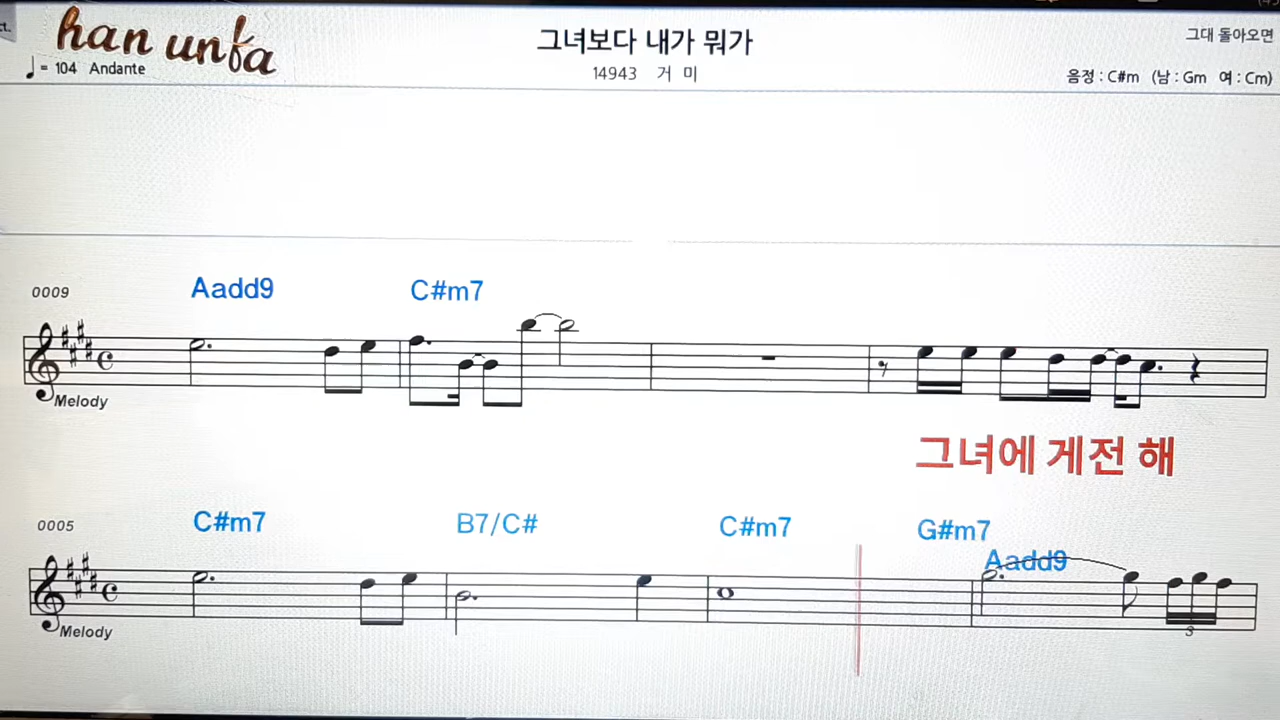 han unfa
그녀보다 내가 뭐가
그대 돌아오면
♩= 104 Andante
14943 거 미
음정 : C#m (남 : Gm 여 : Cm)
0009
Aadd9 C#m7
Melody
그녀에 게전 해
0005
C#m7 B7/C# C#m7 G#m7
Aadd9
Melody
3